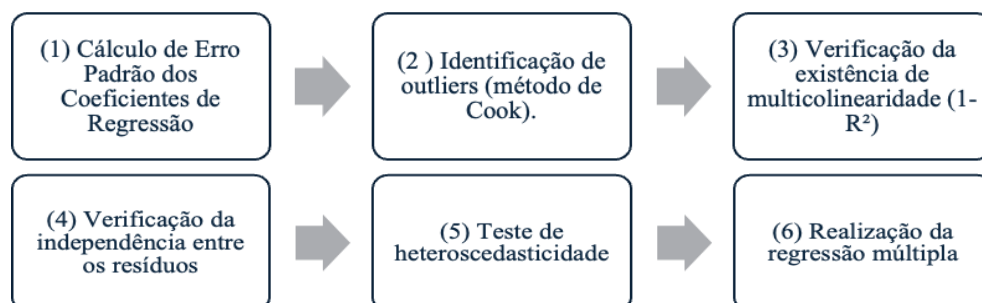 (1) Cálculo de Erro
Padrão dos
Coeficientes de
Regressão
(2 ) Identificação de
outliers (método de
Cook).
(3) Verificação da
existência de
multicolinearidade (1-
R²)
(4) Verificação da
independência entre
os resíduos
(5) Teste de
heteroscedasticidade
(6) Realização da
regressão múltipla